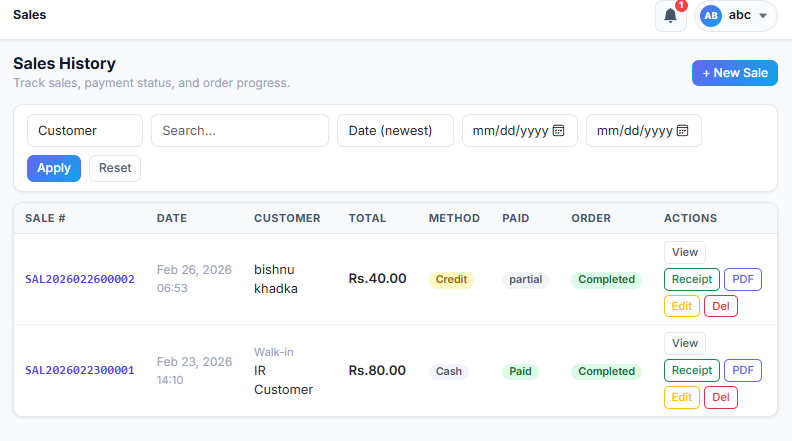 Sales
1
AB abc
Sales History
Track sales, payment status, and order progress.
+ New Sale
Customer Search... Date (newest) mm/dd/yyyy mm/dd/yyyy
Apply Reset
SALE # DATE CUSTOMER TOTAL METHOD PAID ORDER ACTIONS
SAL2026022600002 Feb 26, 2026 06:53 bishnu khadka Rs.40.00 Credit partial Completed
View
Receipt PDF
Edit Del
SAL2026022300001 Feb 23, 2026 14:10 Walk-in IR Customer Rs.80.00 Cash Paid Completed
View
Receipt PDF
Edit Del